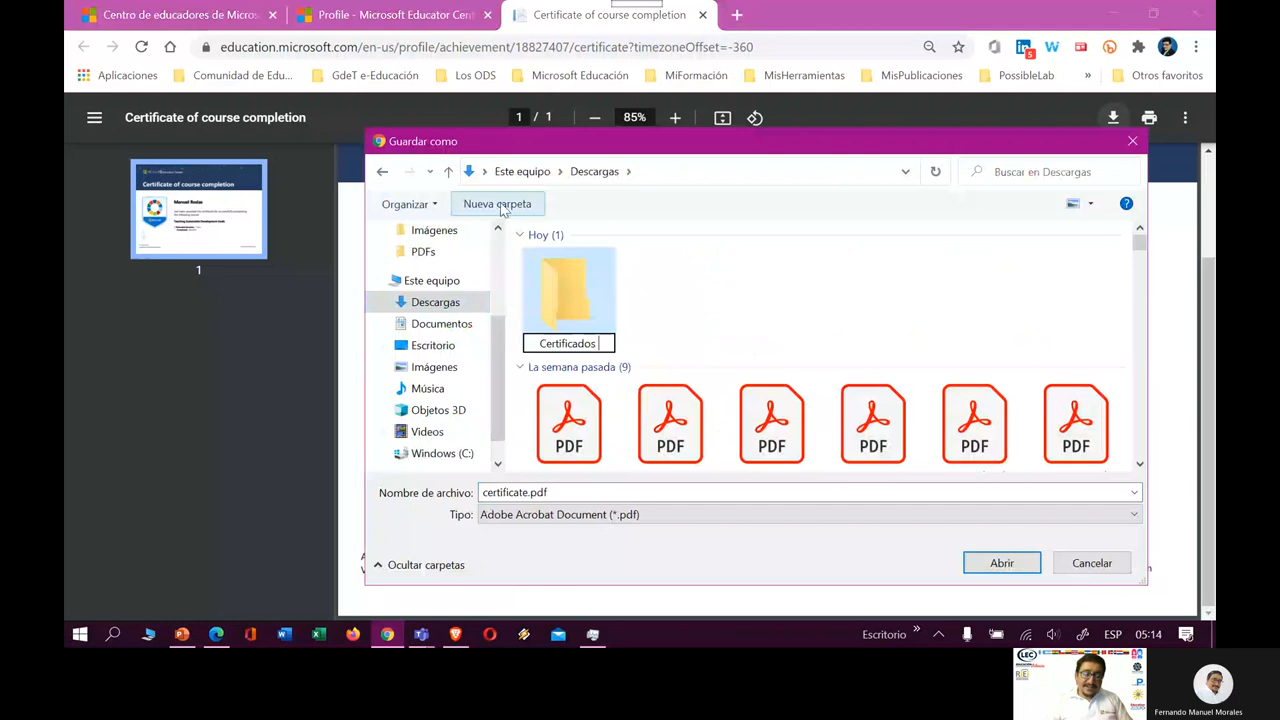 Centro de educadores de Micros
Profile - Microsoft Educator Cent
Certificate of course completion
education.microsoft.com/en-us/profile/achievement/18827407/certificate?timezoneOffset=-360
5
Aplicaciones
Comunidad de Edu...
GdeT e-Educación
Los ODS
Microsoft Educación
MiFormación
MisHerramientas
MisPublicaciones
PossibleLab
»
Otros favoritos
Certificate of course completion
1 / 1
85%
Certificate of course completion
1
Guardar como
Este equipo
Descargas
Buscar en Descargas
Organizar
Nueva carpeta
Imágenes
PDFs
Este equipo
Descargas
Documentos
Escritorio
Imágenes
Música
Objetos 3D
Videos
Windows (C:)
Hoy (1)
Certificados
La semana pasada (9)
PDF
PDF
PDF
PDF
PDF
PDF
Nombre de archivo:
certificate.pdf
Tipo:
Adobe Acrobat Document (*.pdf)
Ocultar carpetas
Abrir
Cancelar
Escritorio
»
ESP
05:14
LEC
Fernando Manuel Morales